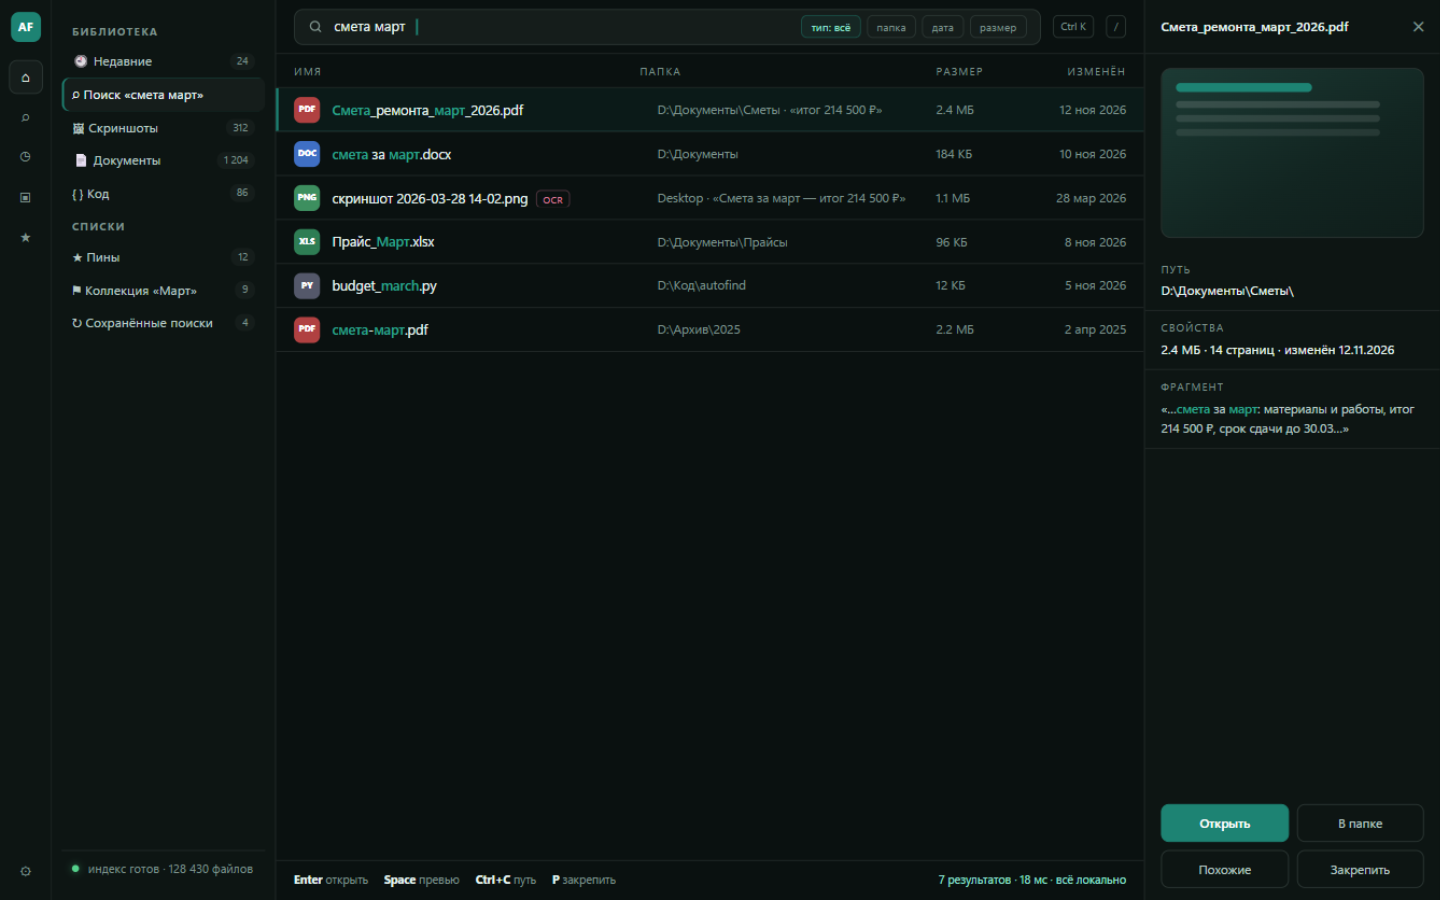 AF
БИБЛИОТЕКА
Недавние 24
Поиск «смета март»
Скриншоты 312
Документы 1 204
{ } Код 86
СПИСКИ
★ Пины 12
⚑ Коллекция «Март» 9
↻ Сохранённые поиски 4
индекс готов · 128 430 файлов
смета март
тип: всё папка дата размер
Ctrl K /
ИМЯ ПАПКА РАЗМЕР ИЗМЕНЁН
PDF Смета_ремонта_март_2026.pdf D:\Документы\Сметы · «итог 214 500 ₽» 2.4 МБ 12 ноя 2026
DOC смета за март.docx D:\Документы 184 КБ 10 ноя 2026
PNG скриншот 2026-03-28 14-02.png OCR Desktop · «Смета за март — итог 214 500 ₽» 1.1 МБ 28 мар 2026
XLS Прайс_Март.xlsx D:\Документы\Прайсы 96 КБ 8 ноя 2026
PY budget_march.py D:\Код\autofind 12 КБ 5 ноя 2026
PDF смета-март.pdf D:\Архив\2025 2.2 МБ 2 апр 2025
Enter открыть Space превью Ctrl+C путь P закрепить
7 результатов · 18 мс · всё локально
Смета_ремонта_март_2026.pdf
ПУТЬ
D:\Документы\Сметы\
СВОЙСТВА
2.4 МБ · 14 страниц · изменён 12.11.2026
ФРАГМЕНТ
«…смета за март: материалы и работы, итог
214 500 ₽, срок сдачи до 30.03…»
Открыть В папке
Похожие Закрепить